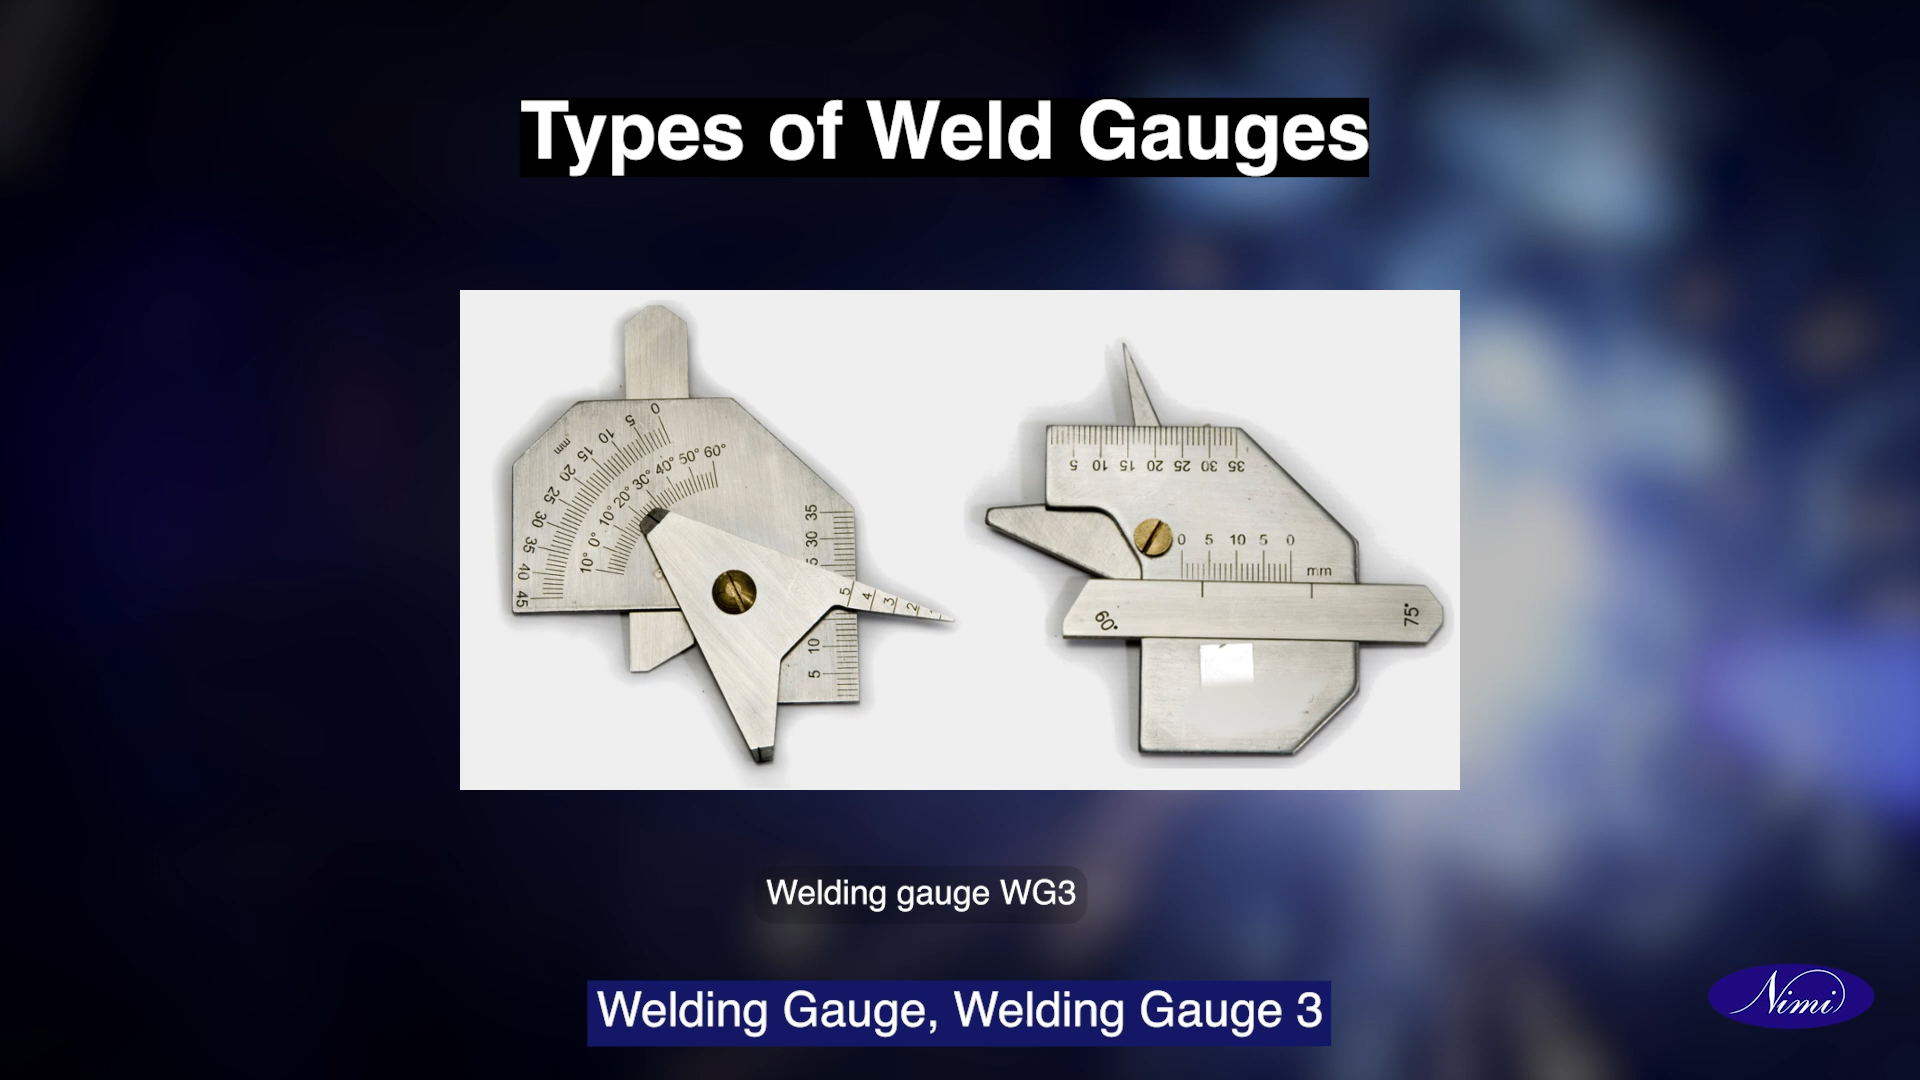 Types of Weld Gauges
0
5
10
15
20
25
30
35
40
45
mm
10° 0° 10° 20° 30° 40° 50° 60°
35
30
5
10
5
5 4 3 2
5 10 15 20 25 30 35
0 5 10 5 0
mm
60°
75°
Welding gauge WG3
Welding Gauge, Welding Gauge 3
Nimi